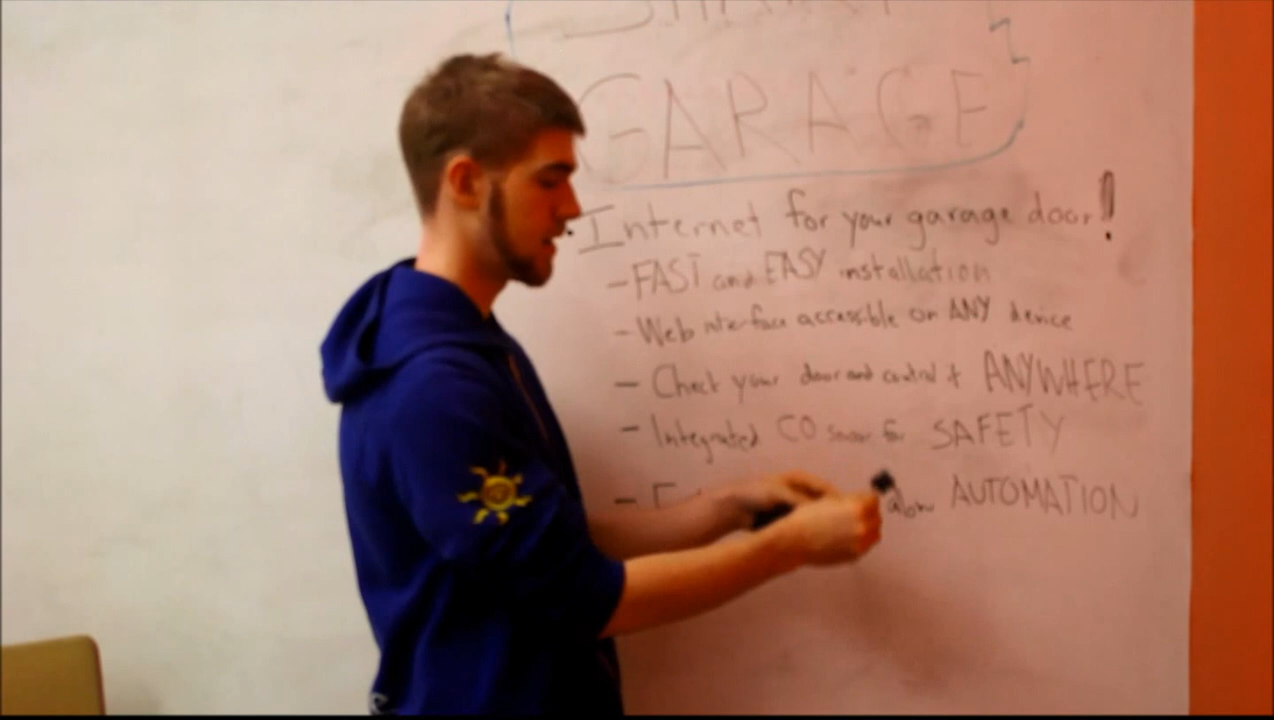 GARAGE
Internet for your garage door!
- FAST and EASY installation
- Web interface accessible on ANY device
- Check your door and control it ANYWHERE
- Integrated CO sensor for SAFETY
- allow AUTOMATION